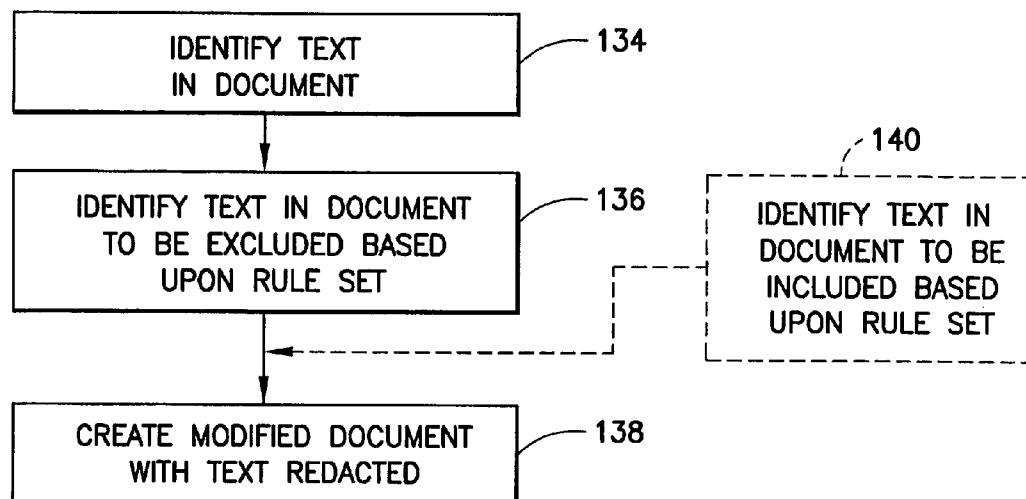 IDENTIFY TEXT
IN DOCUMENT
134
IDENTIFY TEXT IN DOCUMENT
TO BE EXCLUDED BASED
UPON RULE SET
136
140
IDENTIFY TEXT IN
DOCUMENT TO BE
INCLUDED BASED
UPON RULE SET
CREATE MODIFIED DOCUMENT
WITH TEXT REDACTED
138